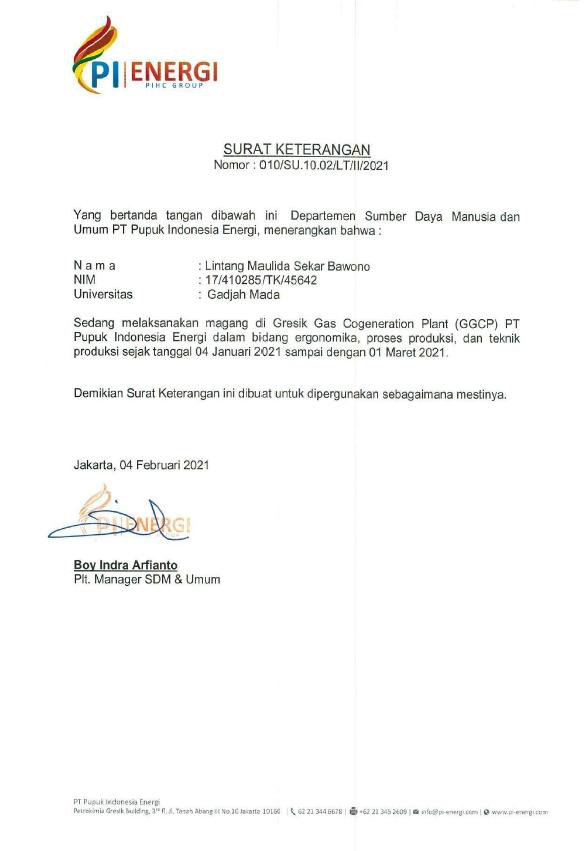 PI ENERGI
PIHC GROUP
SURAT KETERANGAN
Nomor : 010/SU.10.02/LT/II/2021
Yang bertanda tangan dibawah ini Departemen Sumber Daya Manusia dan
Umum PT Pupuk Indonesia Energi, menerangkan bahwa :
N a m a : Lintang Maulida Sekar Bawono
NIM : 17/410285/TK/45642
Universitas : Gadjah Mada
Sedang melaksanakan magang di Gresik Gas Cogeneration Plant (GGCP) PT
Pupuk Indonesia Energi dalam bidang ergonomika, proses produksi, dan teknik
produksi sejak tanggal 04 Januari 2021 sampai dengan 01 Maret 2021.
Demikian Surat Keterangan ini dibuat untuk dipergunakan sebagaimana mestinya.
Jakarta, 04 Februari 2021
PI ENERGI
Boy Indra Arfianto
Plt. Manager SDM & Umum
PT Pupuk Indonesia Energi
Petrokimia Gresik Building, 3rd fl. Jl. Tanah Abang III No.16 Jakarta 10160 | 62 21 344 6678 | +62 21 345 2609 | info@pi-energi.com | www.pi-energi.com